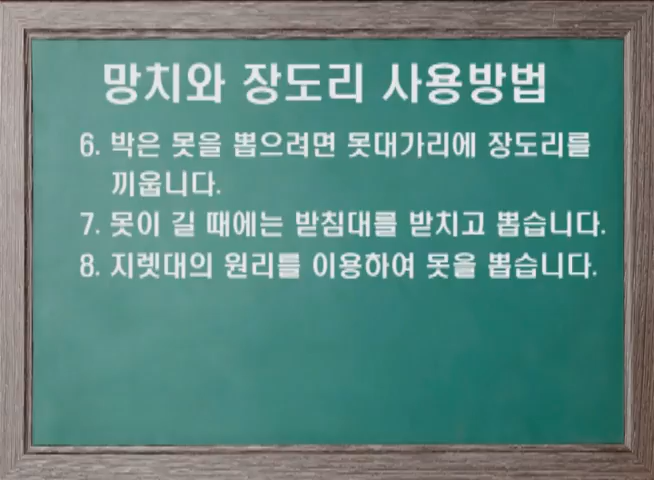 망치와 장도리 사용방법
6. 박은 못을 뽑으려면 못대가리에 장도리를
끼웁니다.
7. 못이 길 때에는 받침대를 받치고 뽑습니다.
8. 지렛대의 원리를 이용하여 못을 뽑습니다.